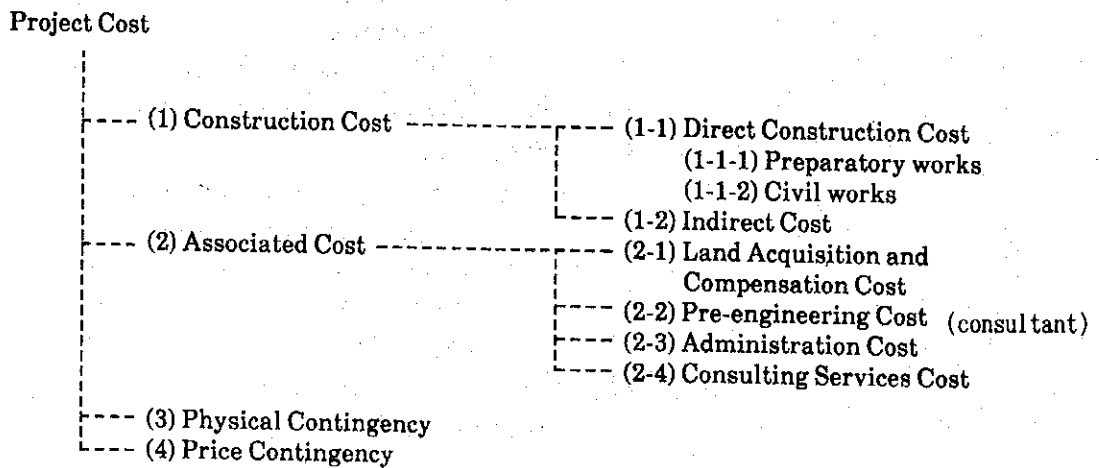 Project Cost
(1) Construction Cost
(1-1) Direct Construction Cost
(1-1-1) Preparatory works
(1-1-2) Civil works
(1-2) Indirect Cost
(2) Associated Cost
(2-1) Land Acquisition and
Compensation Cost
(2-2) Pre-engineering Cost (consultant)
(2-3) Administration Cost
(2-4) Consulting Services Cost
(3) Physical Contingency
(4) Price Contingency